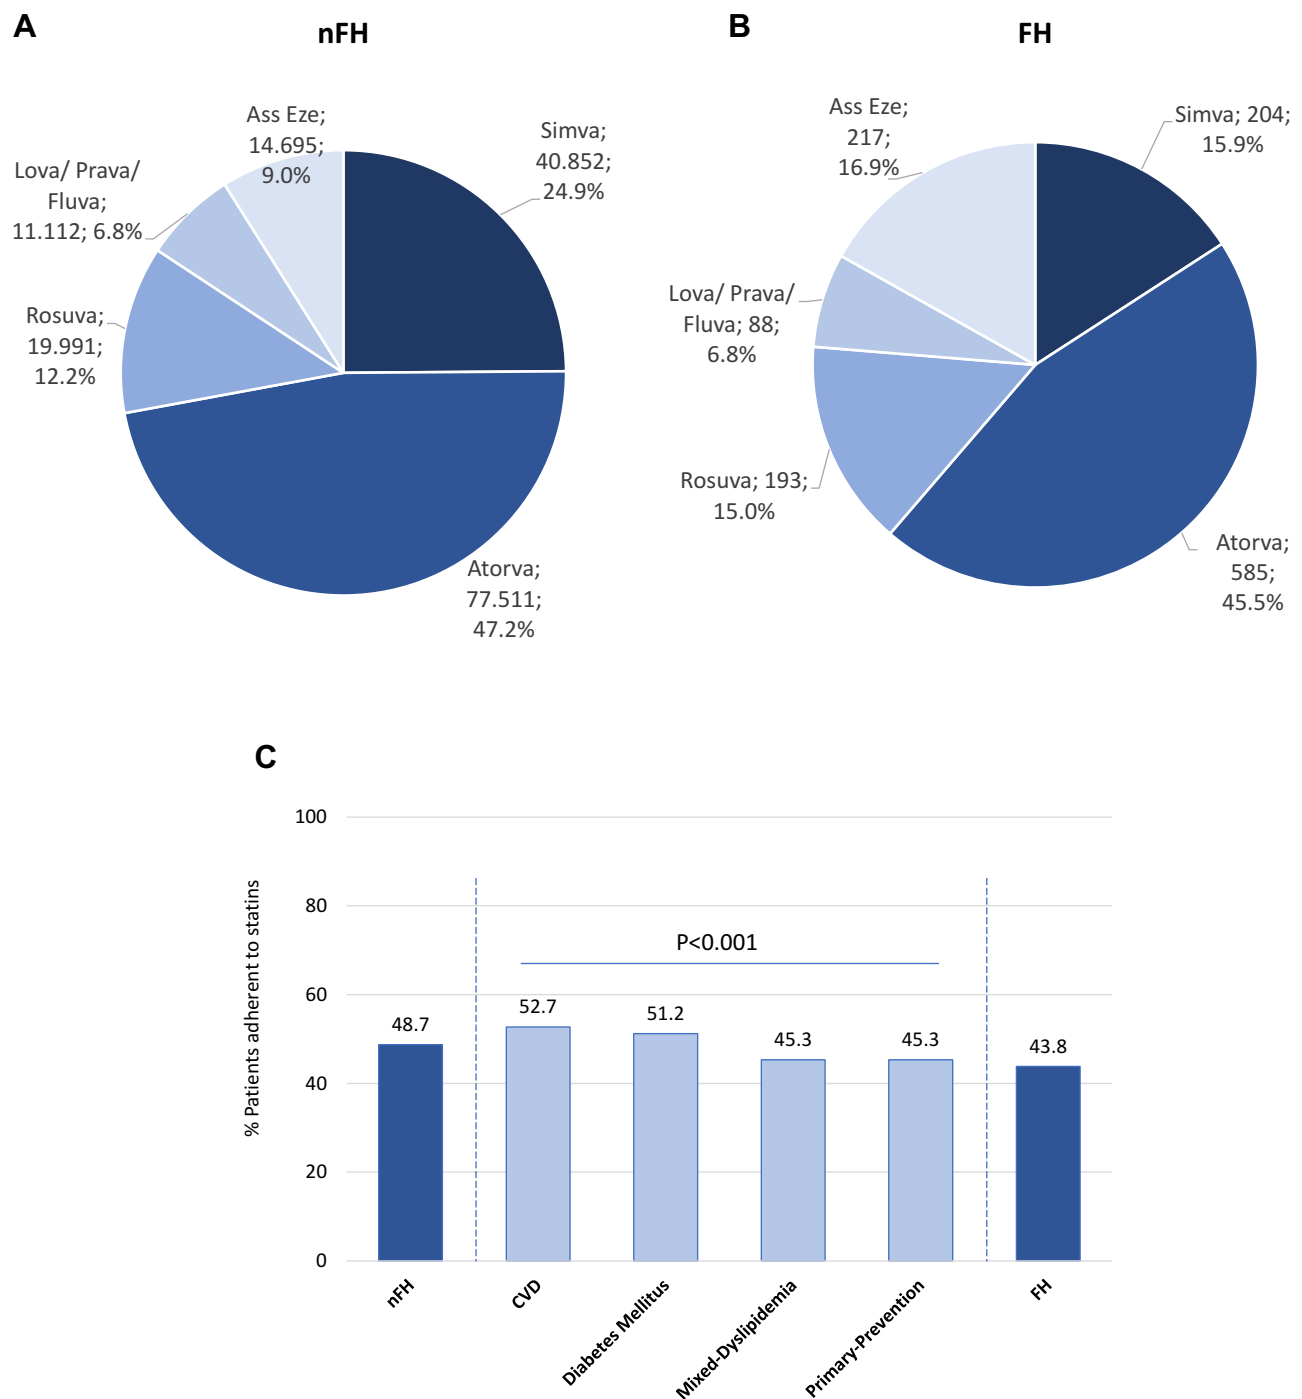 A
nFH
Ass Eze;
14.695;
9.0%
Simva;
40.852;
24.9%
Lova/ Prava/
Fluva;
11.112; 6.8%
Rosuva;
19.991;
12.2%
Atorva;
77.511;
47.2%
B
FH
Ass Eze;
217;
16.9%
Simva; 204;
15.9%
Lova/ Prava/
Fluva; 88;
6.8%
Rosuva; 193;
15.0%
Atorva;
585;
45.5%
C
% Patients adherent to statins
100
80
60
40
20
0
P<0.001
48.7
52.7
51.2
45.3
45.3
43.8
nFH
CVD
Diabetes Mellitus
Mixed-Dyslipidemia
Primary-Prevention
FH